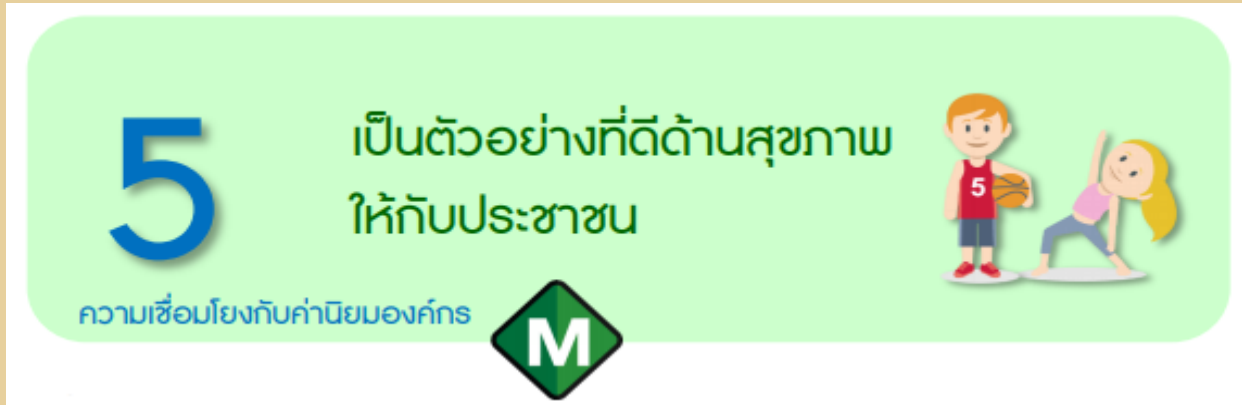 5
เป็นตัวอย่างที่ดีด้านสุขภาพ
ให้กับประชาชน
5
ความเชื่อมโยงกับค่านิยมองค์กร
M